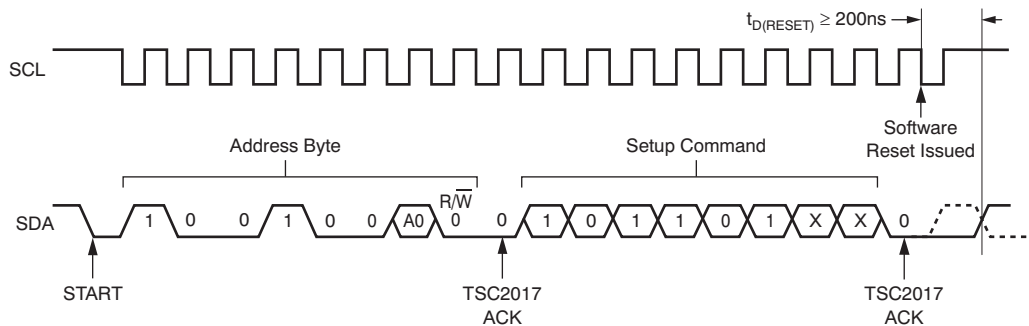 tD(RESET) ≥ 200ns
SCL
Software
Reset Issued
Address Byte
Setup Command
R/W̅
SDA
1 0 0 1 0 0 A0 0 0 1 0 1 1 0 1 X X 0
START
TSC2017
ACK
TSC2017
ACK